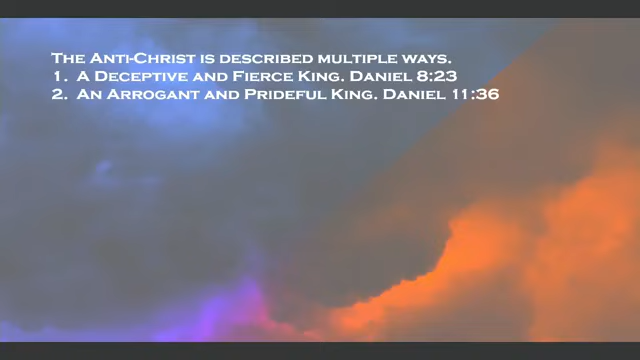 The Anti-Christ is described multiple ways.
1. A Deceptive and Fierce King. Daniel 8:23
2. An Arrogant and Prideful King. Daniel 11:36